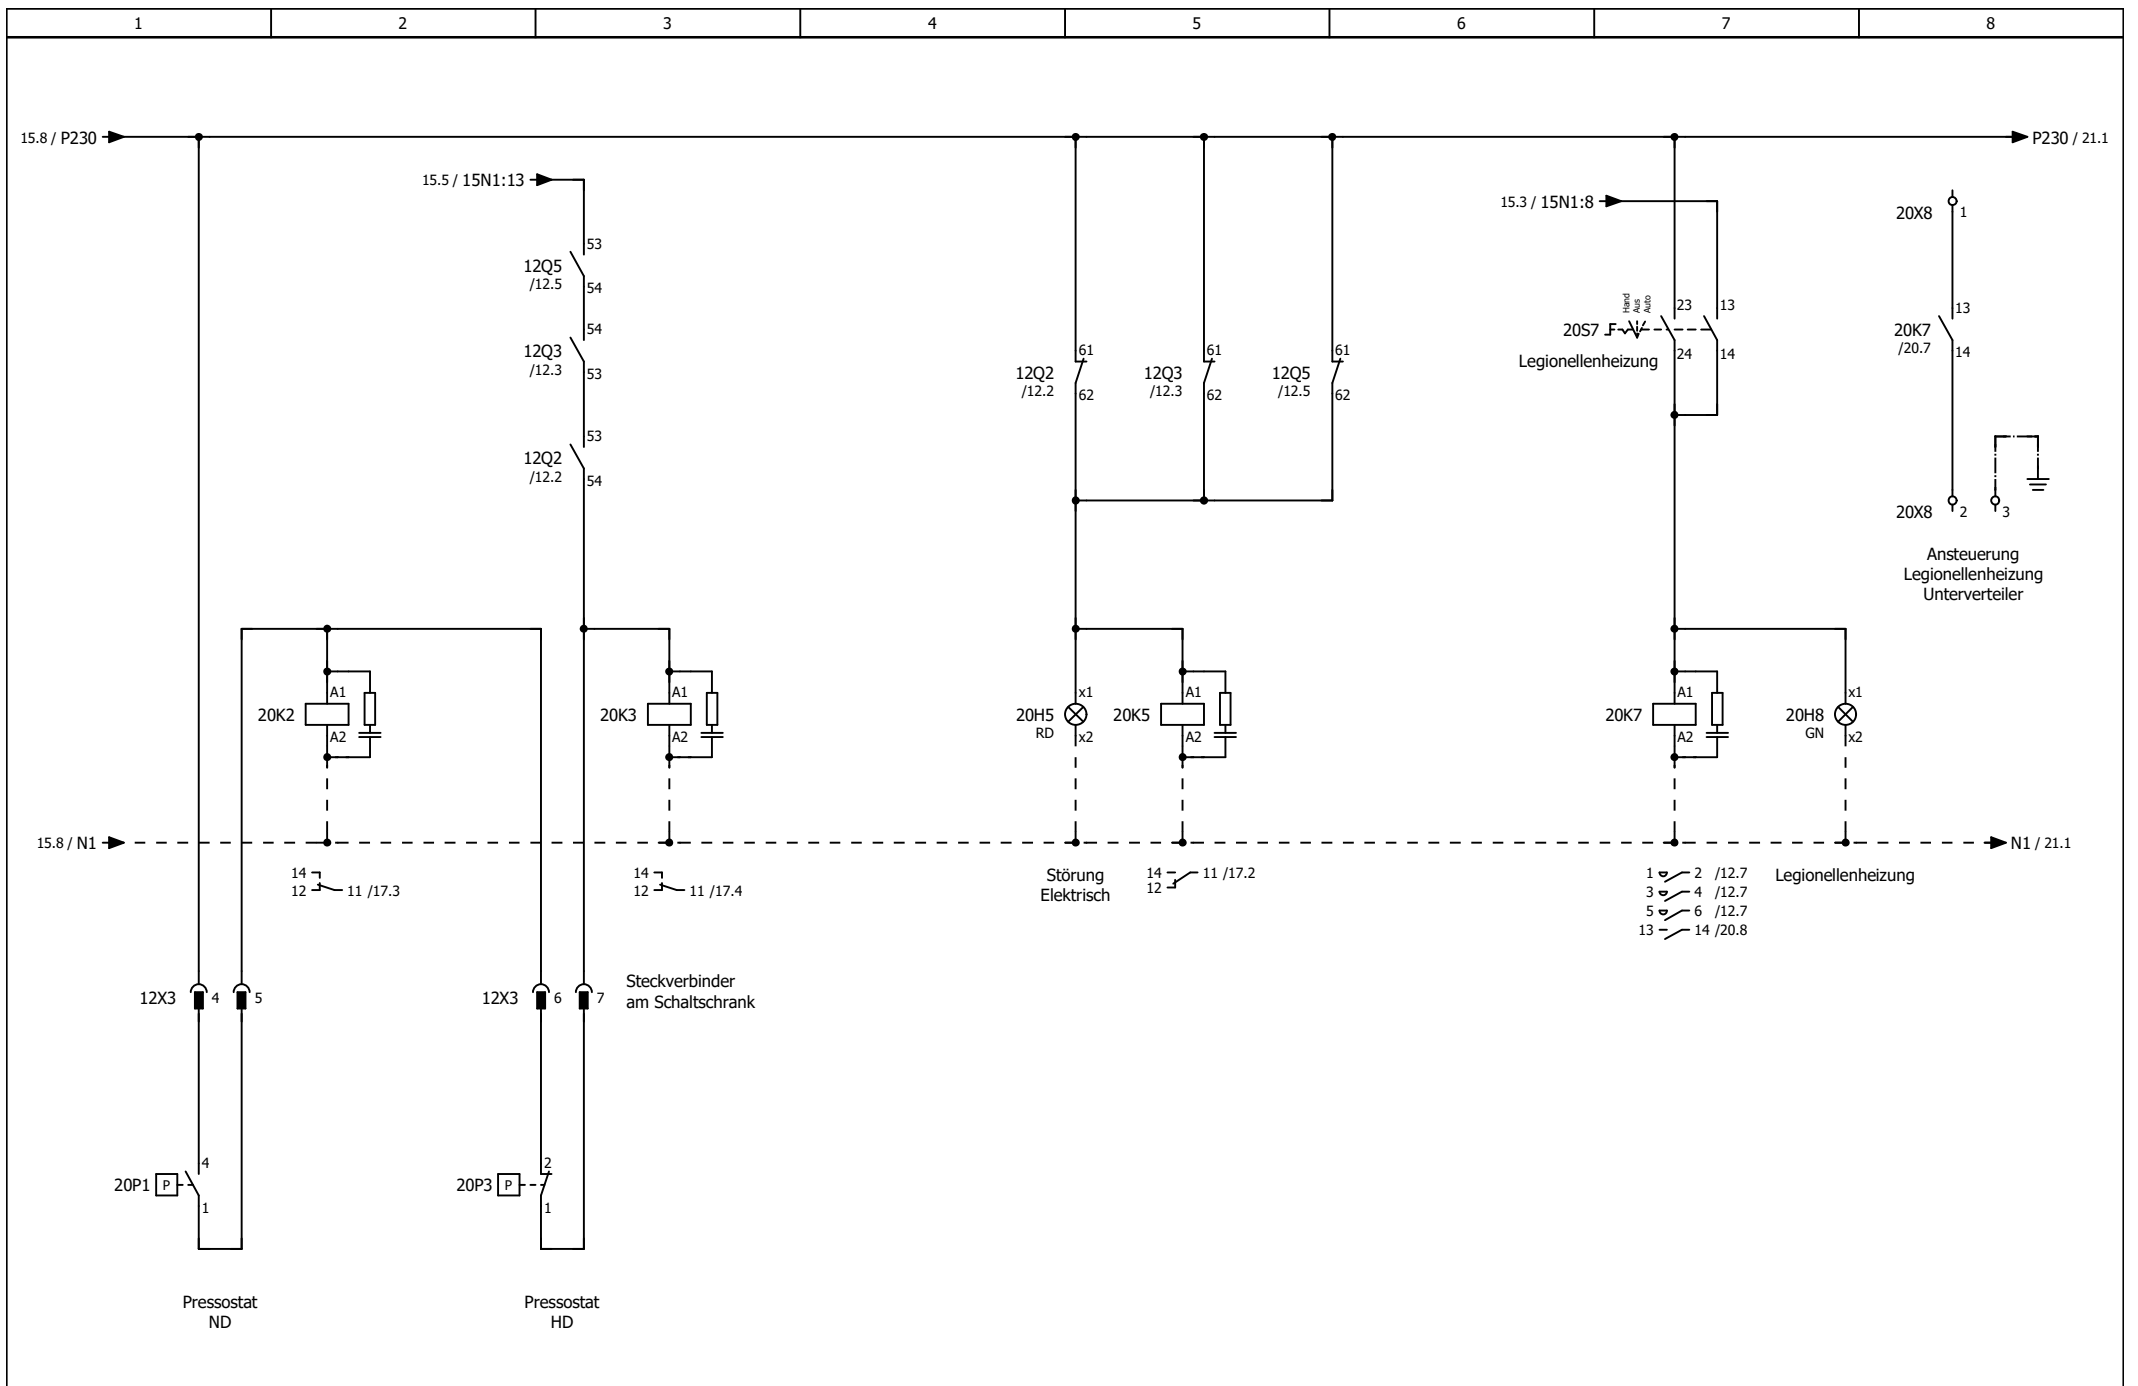 1 2 3 4 5 6 7 8
15.8 / P230
P230 / 21.1
15.5 / 15N1:13
15.3 / 15N1:8
20X8
1
53
12Q5
/12.5
54
54
12Q3
/12.3
53
53
12Q2
/12.2
54
61
12Q2
/12.2
62
61
12Q3
/12.3
62
61
12Q5
/12.5
62
Hand
Aus
Auto
23
13
20S7
24
14
Legionellenheizung
13
20K7
/20.7
14
20X8
2
3
Ansteuerung
Legionellenheizung
Unterverteiler
A1
20K2
A2
A1
20K3
A2
x1
20H5
RD
x2
A1
20K5
A2
A1
20K7
A2
x1
20H8
GN
x2
15.8 / N1
N1 / 21.1
14
12
11 /17.3
14
12
11 /17.4
Störung
Elektrisch
14
12
11 /17.2
1 2 /12.7
3 4 /12.7
5 6 /12.7
13 14 /20.8
Legionellenheizung
12X3
4
5
12X3
6
7
Steckverbinder
am Schaltschrank
4
20P1
P
1
2
20P3
P
1
Pressostat
ND
Pressostat
HD